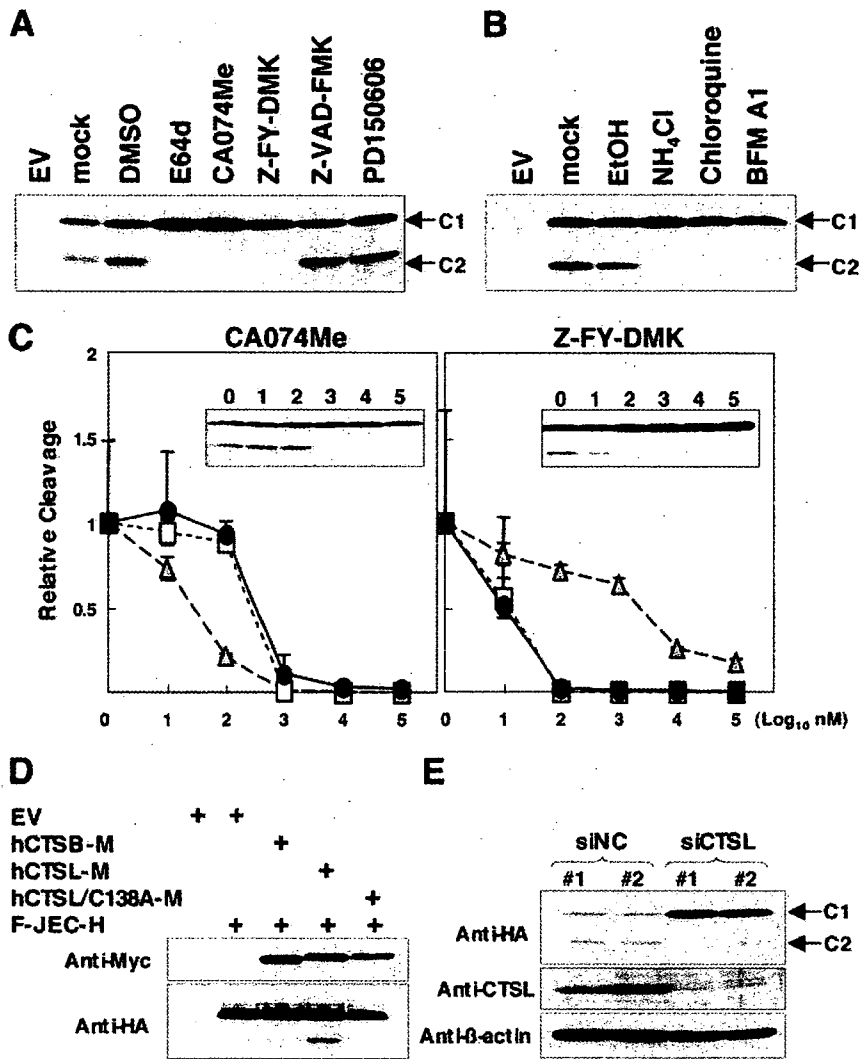 A
EV
mock
DMSO
E64d
CA074Me
Z-FY-DMK
Z-VAD-FMK
PD150606
C1
C2
B
EV
mock
EtOH
NH₄Cl
Chloroquine
BFM A1
C1
C2
C
CA074Me
Z-FY-DMK
Relative Cleavage
2
1.5
1
0.5
0 1 2 3 4 5
0 1 2 3 4 5
0 1 2 3 4 5
0 1 2 3 4 5 (Log₁₀ nM)
D
EV + +
hCTSB-M +
hCTSL-M +
hCTSL/C138A-M +
F-JEC-H + + + +
Anti-Myc
Anti-HA
E
siNC siCTSL
#1 #2 #1 #2
Anti-HA
C1
C2
Anti-CTSL
Anti-β-actin